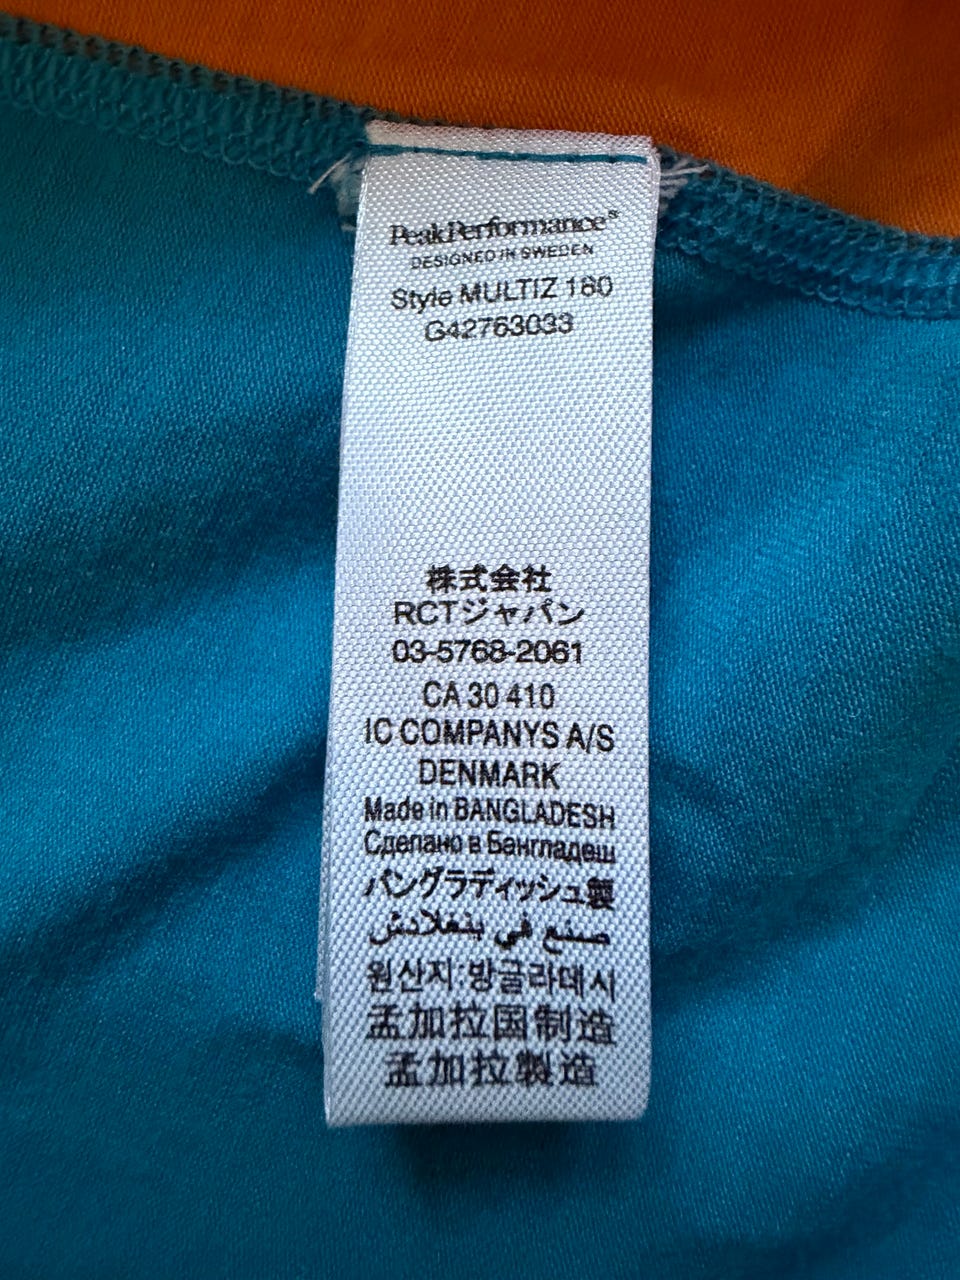 PeakPerformance®
DESIGNED IN SWEDEN
Style MULTIZ 160
G42763033
株式会社
RCTジャパン
03-5768-2061
CA 30 410
IC COMPANYS A/S
DENMARK
Made in BANGLADESH
Сделано в Бангладеш
バングラディッシュ製
صنع في بنغلادش
원산지:방글라데시
孟加拉国制造
孟加拉製造